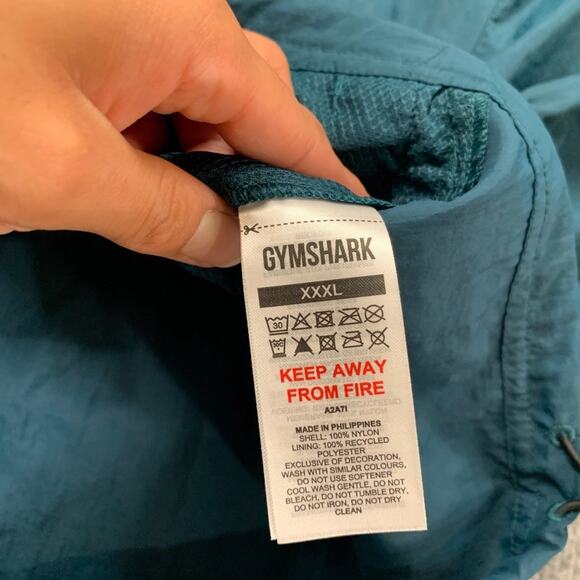 GYMSHARK
XXXL
30
KEEP AWAY
FROM FIRE
A2A7I
MADE IN PHILIPPINES
SHELL: 100% NYLON
LINING: 100% RECYCLED
POLYESTER
EXCLUSIVE OF DECORATION,
WASH WITH SIMILAR COLOURS,
DO NOT USE SOFTENER
COOL WASH GENTLE, DO NOT
BLEACH, DO NOT TUMBLE DRY,
DO NOT IRON, DO NOT DRY
CLEAN